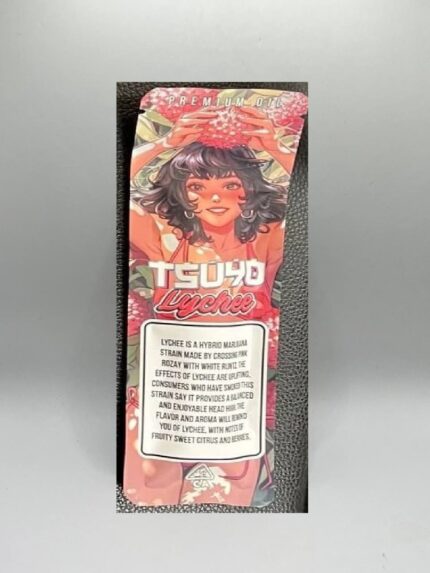 PREMIUM OIL
TSUYO
Lychee
LYCHEE IS A HYBRID MARIJUANA
STRAIN MADE BY CROSSING PINK
ROZAY WITH WHITE RUNTZ. THE
EFFECTS OF LYCHEE ARE UPLIFTING.
CONSUMERS WHO HAVE SMOKED THIS
STRAIN SAY IT PROVIDES A BALANCED
AND ENJOYABLE HEAD HIGH. THE
FLAVOR AND AROMA WILL REMIND
YOU OF LYCHEE, WITH NOTES OF
FRUITY SWEET CITRUS AND BERRIES.
CA